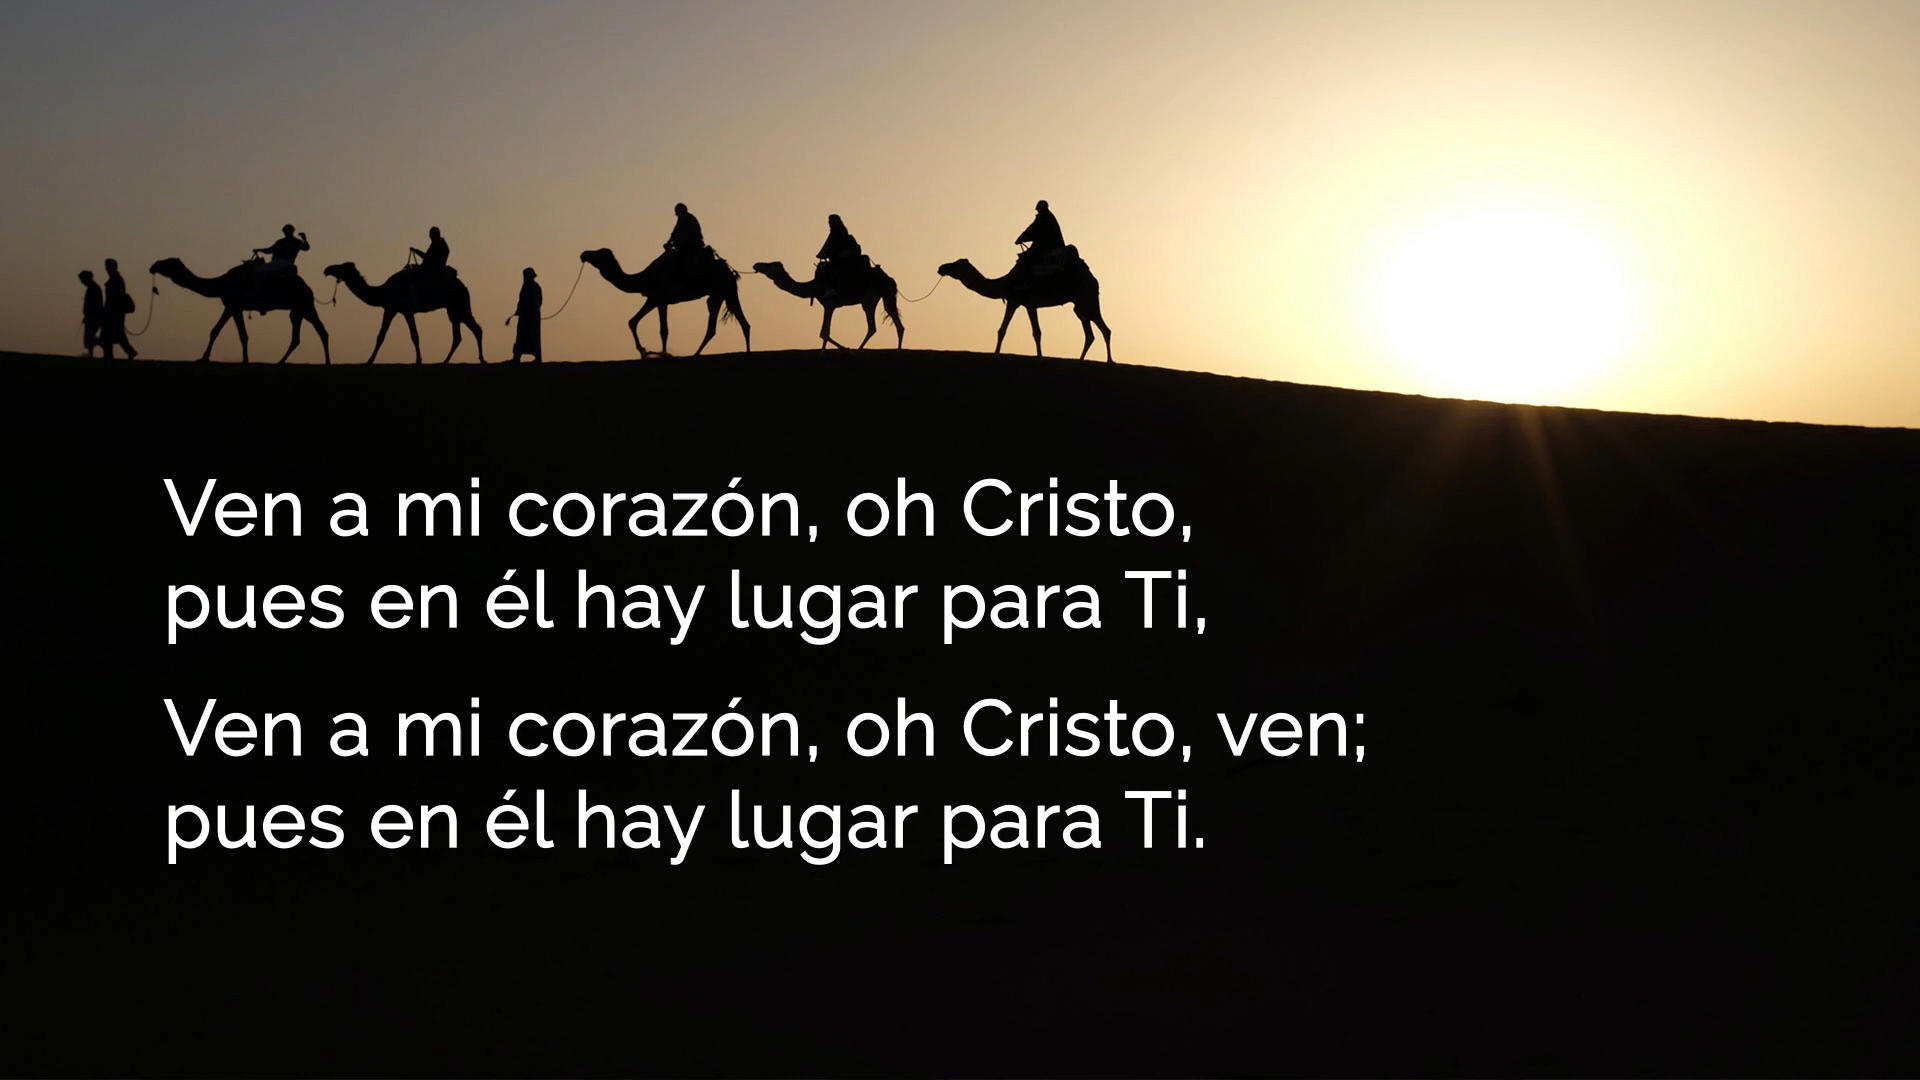 Ven a mi corazón, oh Cristo,
pues en él hay lugar para Ti,
Ven a mi corazón, oh Cristo, ven;
pues en él hay lugar para Ti.